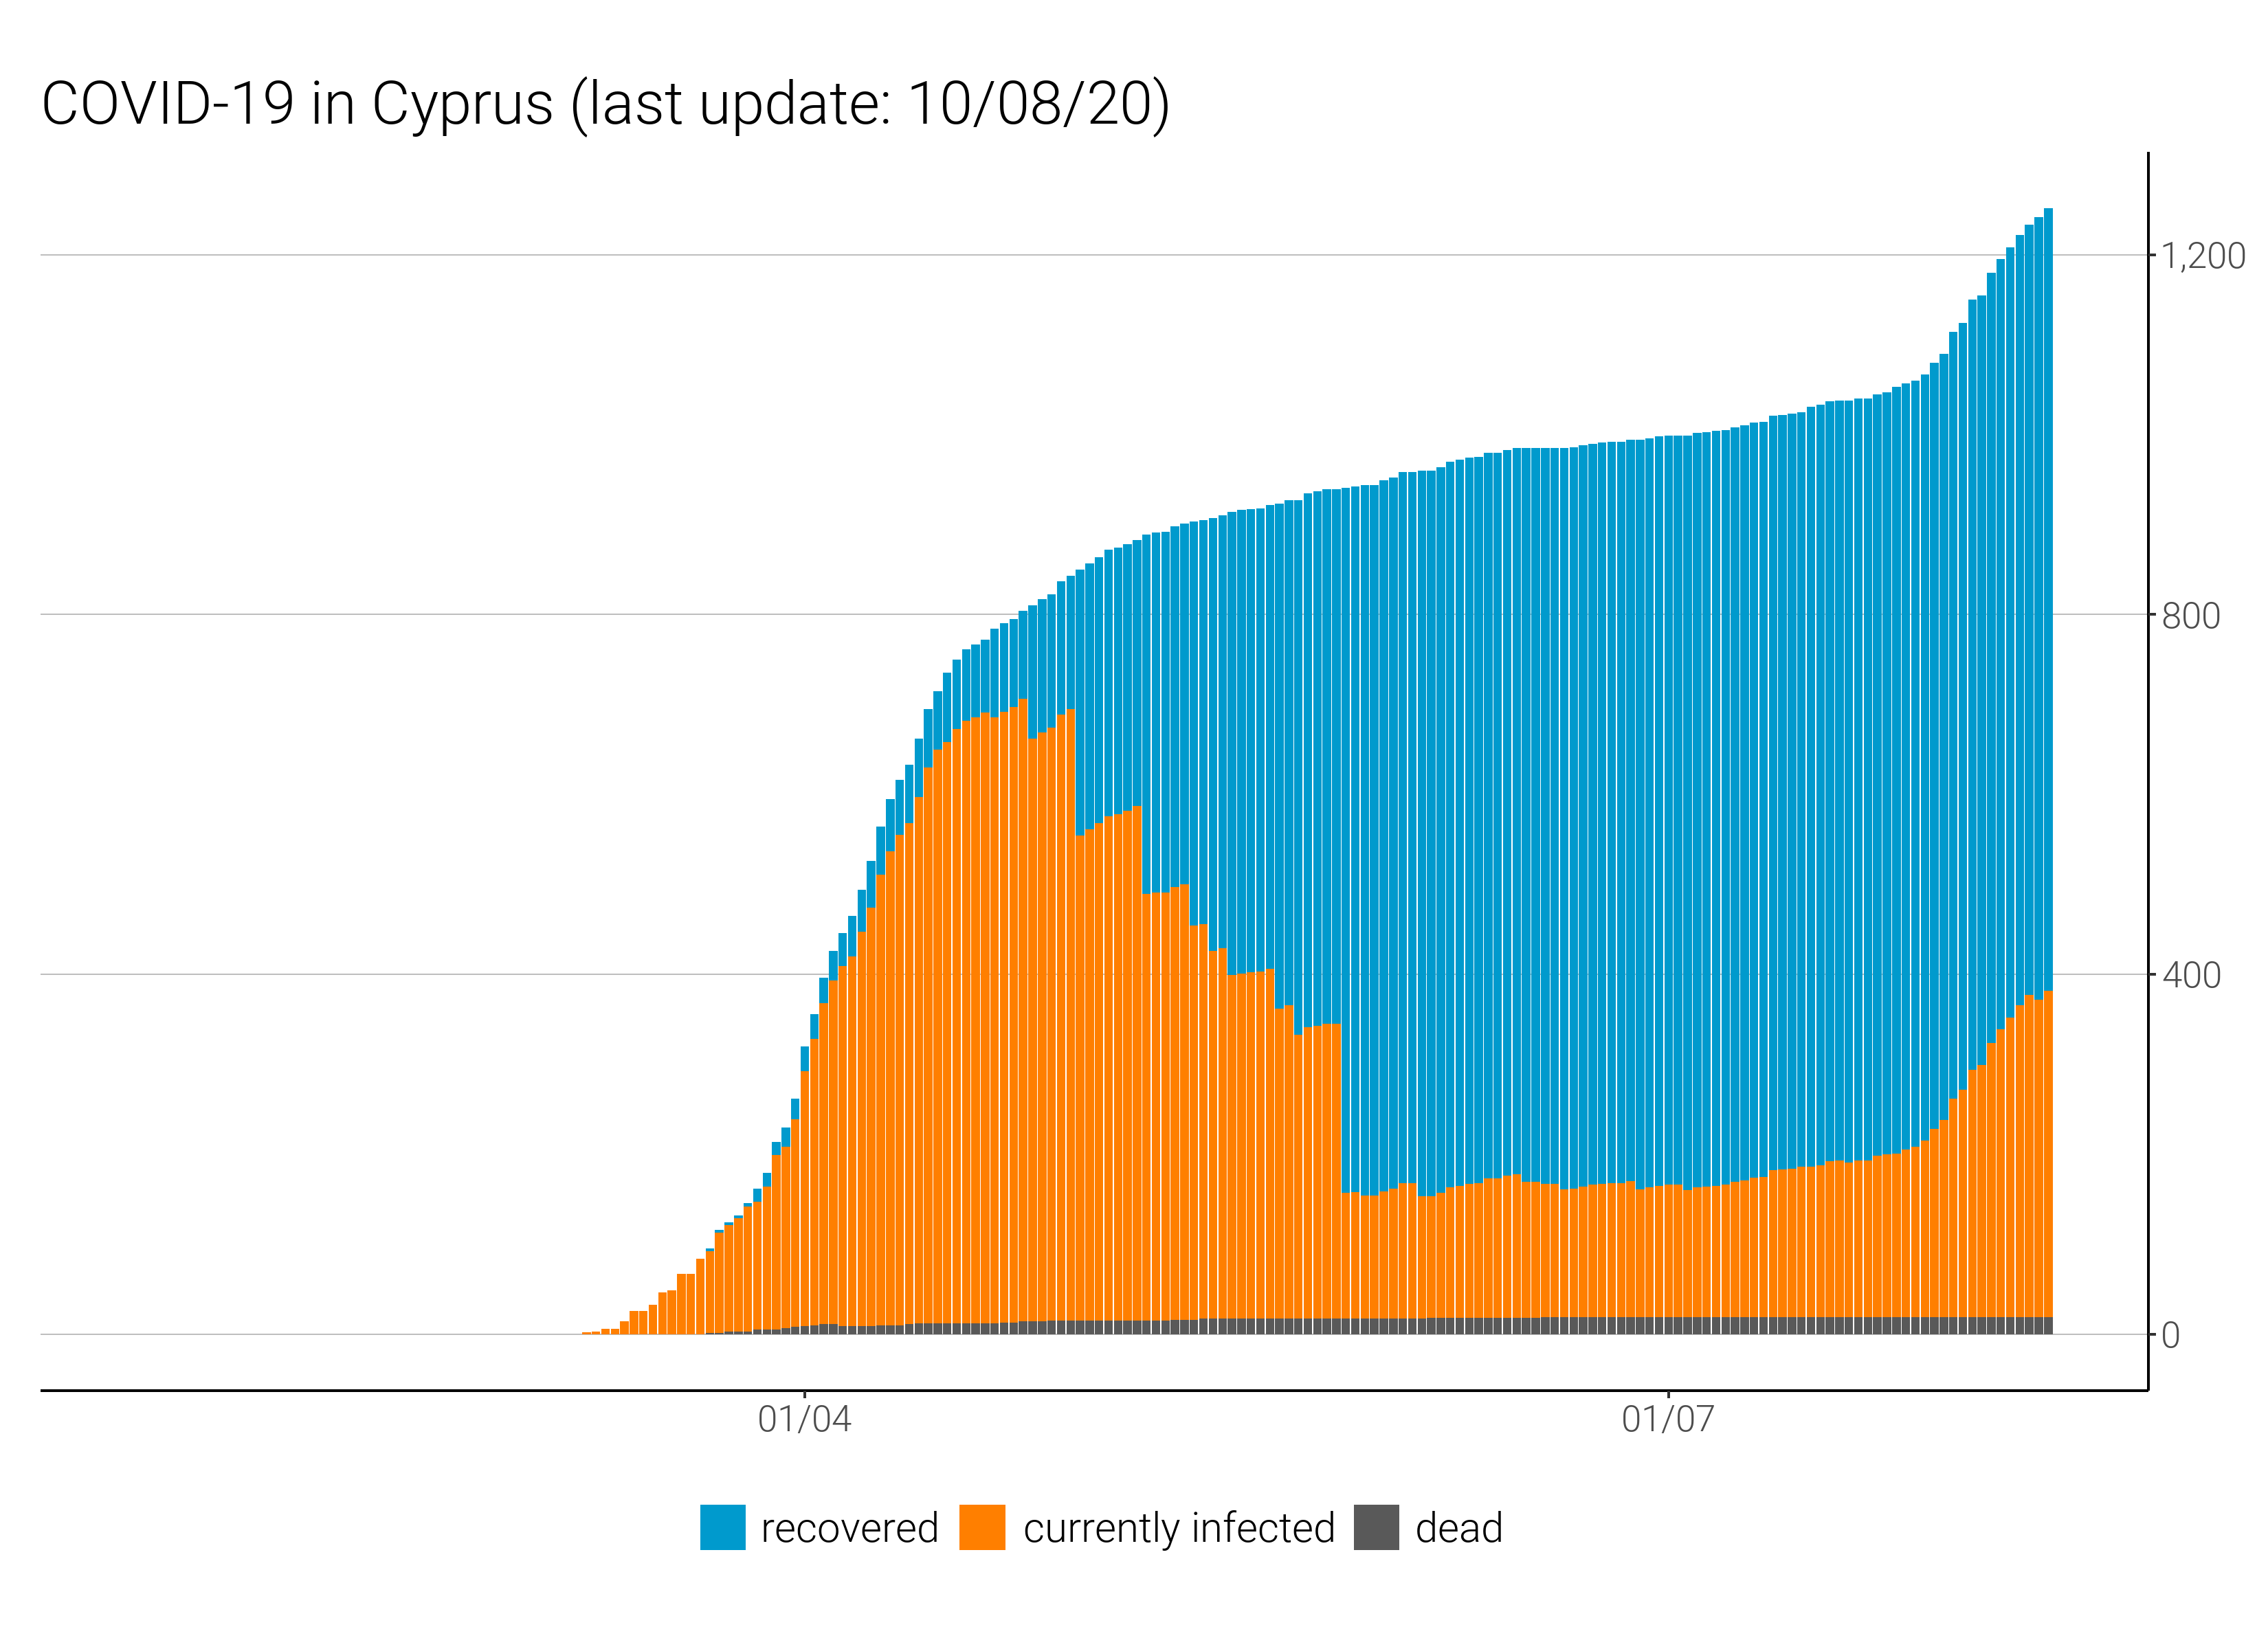 COVID-19 in Cyprus (last update: 10/08/20)
1,200
800
400
0
01/04 01/07
recovered currently infected dead